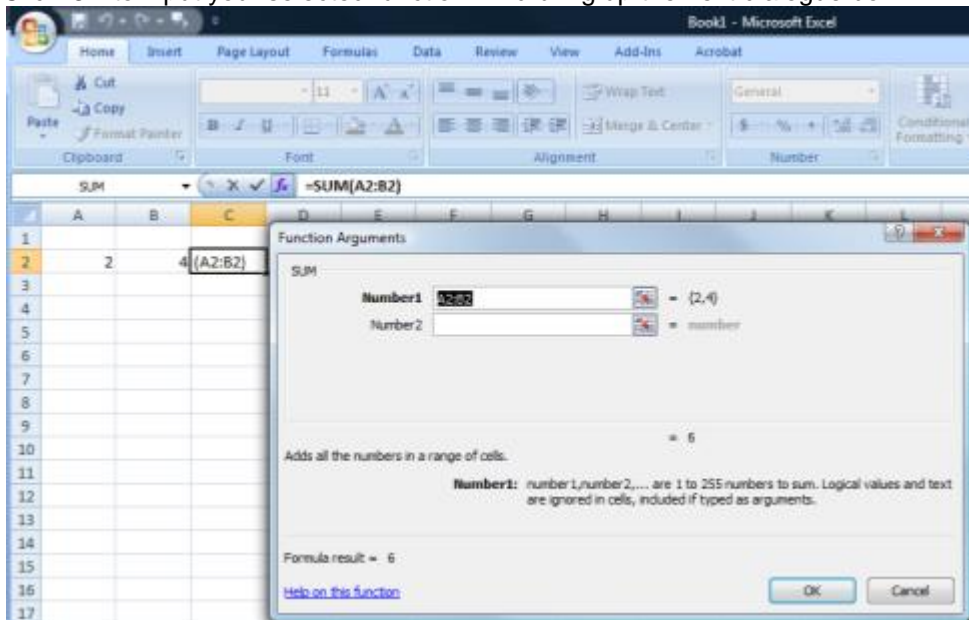 Book1 - Microsoft Excel
Home Insert Page Layout Formulas Data Review View Add-Ins Acrobat
Cut
Copy
Format Painter
Paste
11 A A
Wrap Text
General
B I U A
Merge & Center
$ %
Conditional
Formatting
Clipboard Font Alignment Number
SUM fx =SUM(A2:B2)
A B C D E F G H I J K L
1
2 2 4 (A2:B2)
3
4
5
6
7
8
9
10
11
12
13
14
15
16
17
Function Arguments
SUM
Number1 A2:B2 = {2,4}
Number2 = number
= 6
Adds all the numbers in a range of cells.
Number1: number1,number2,... are 1 to 255 numbers to sum. Logical values and text
are ignored in cells, included if typed as arguments.
Formula result = 6
Help on this function
OK Cancel